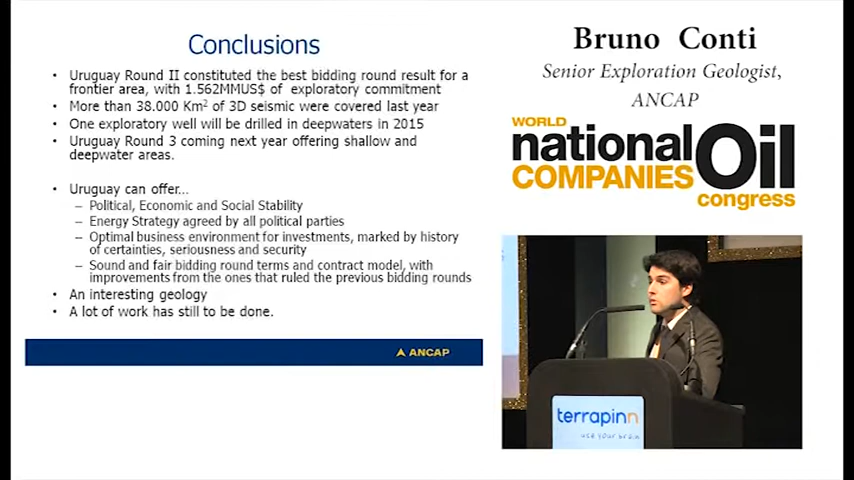 Conclusions
• Uruguay Round II constituted the best bidding round result for a
frontier area, with 1.562MMUS$ of exploratory commitment
• More than 38.000 Km² of 3D seismic were covered last year
• One exploratory well will be drilled in deepwaters in 2015
• Uruguay Round 3 coming next year offering shallow and
deepwater areas.
• Uruguay can offer...
– Political, Economic and Social Stability
– Energy Strategy agreed by all political parties
– Optimal business environment for investments, marked by history
of certainties, seriousness and security
– Sound and fair bidding round terms and contract model, with
improvements from the ones that ruled the previous bidding rounds
• An interesting geology
• A lot of work has still to be done.
ANCAP
Bruno Conti
Senior Exploration Geologist,
ANCAP
WORLD
national Oil
COMPANIES
congress
terrapinn
use your brain